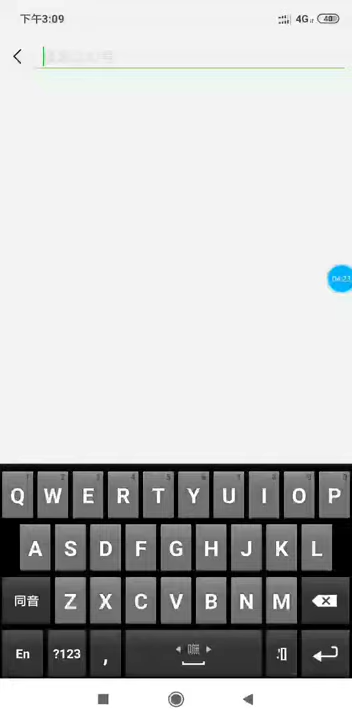 下午3:09 4G 40
Q W E R T Y U I O P
A S D F G H J K L
同音 Z X C V B N M
En ?123 ,